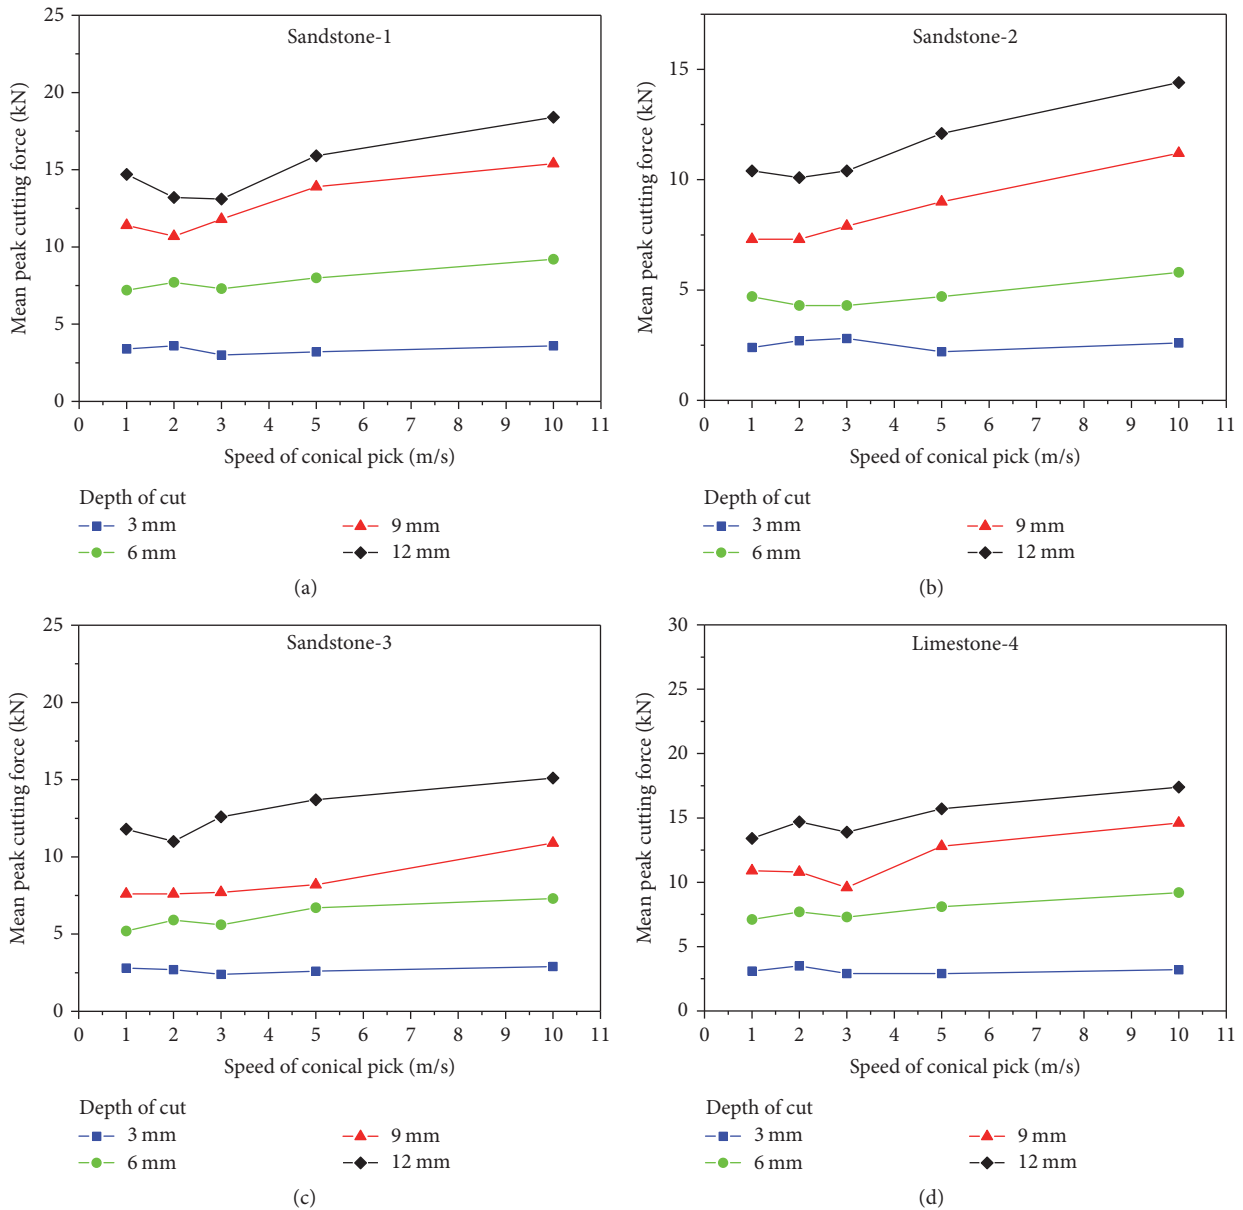 Sandstone-1
Mean peak cutting force (kN)
25
20
15
10
5
0
0 1 2 3 4 5 6 7 8 9 10 11
Speed of conical pick (m/s)
Depth of cut
3 mm 9 mm
6 mm 12 mm
(a)
Sandstone-2
Mean peak cutting force (kN)
15
10
5
0
0 1 2 3 4 5 6 7 8 9 10 11
Speed of conical pick (m/s)
Depth of cut
3 mm 9 mm
6 mm 12 mm
(b)
Sandstone-3
Mean peak cutting force (kN)
25
20
15
10
5
0
0 1 2 3 4 5 6 7 8 9 10 11
Speed of conical pick (m/s)
Depth of cut
3 mm 9 mm
6 mm 12 mm
(c)
Limestone-4
Mean peak cutting force (kN)
30
25
20
15
10
5
0
0 1 2 3 4 5 6 7 8 9 10 11
Speed of conical pick (m/s)
Depth of cut
3 mm 9 mm
6 mm 12 mm
(d)